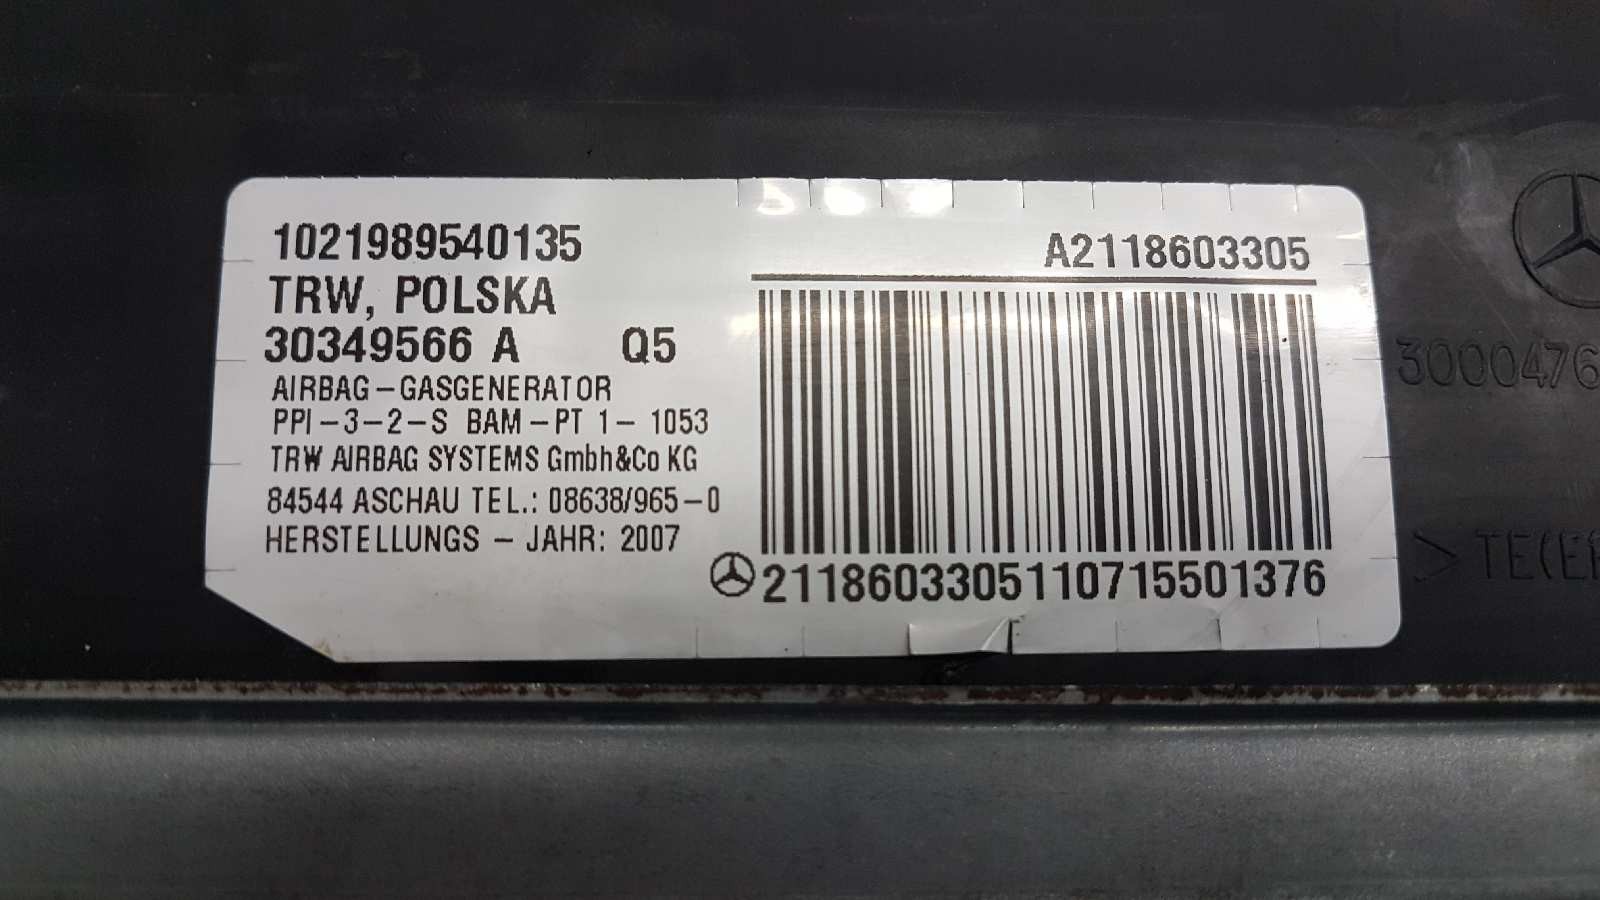 1021989540135
TRW, POLSKA
30349566 A Q5
AIRBAG-GASGENERATOR
PPI-3-2-S BAM-PT 1- 1053
TRW AIRBAG SYSTEMS Gmbh&Co KG
84544 ASCHAU TEL.: 08638/965-0
HERSTELLUNGS - JAHR: 2007
A2118603305
2118603305110715501376
3000476